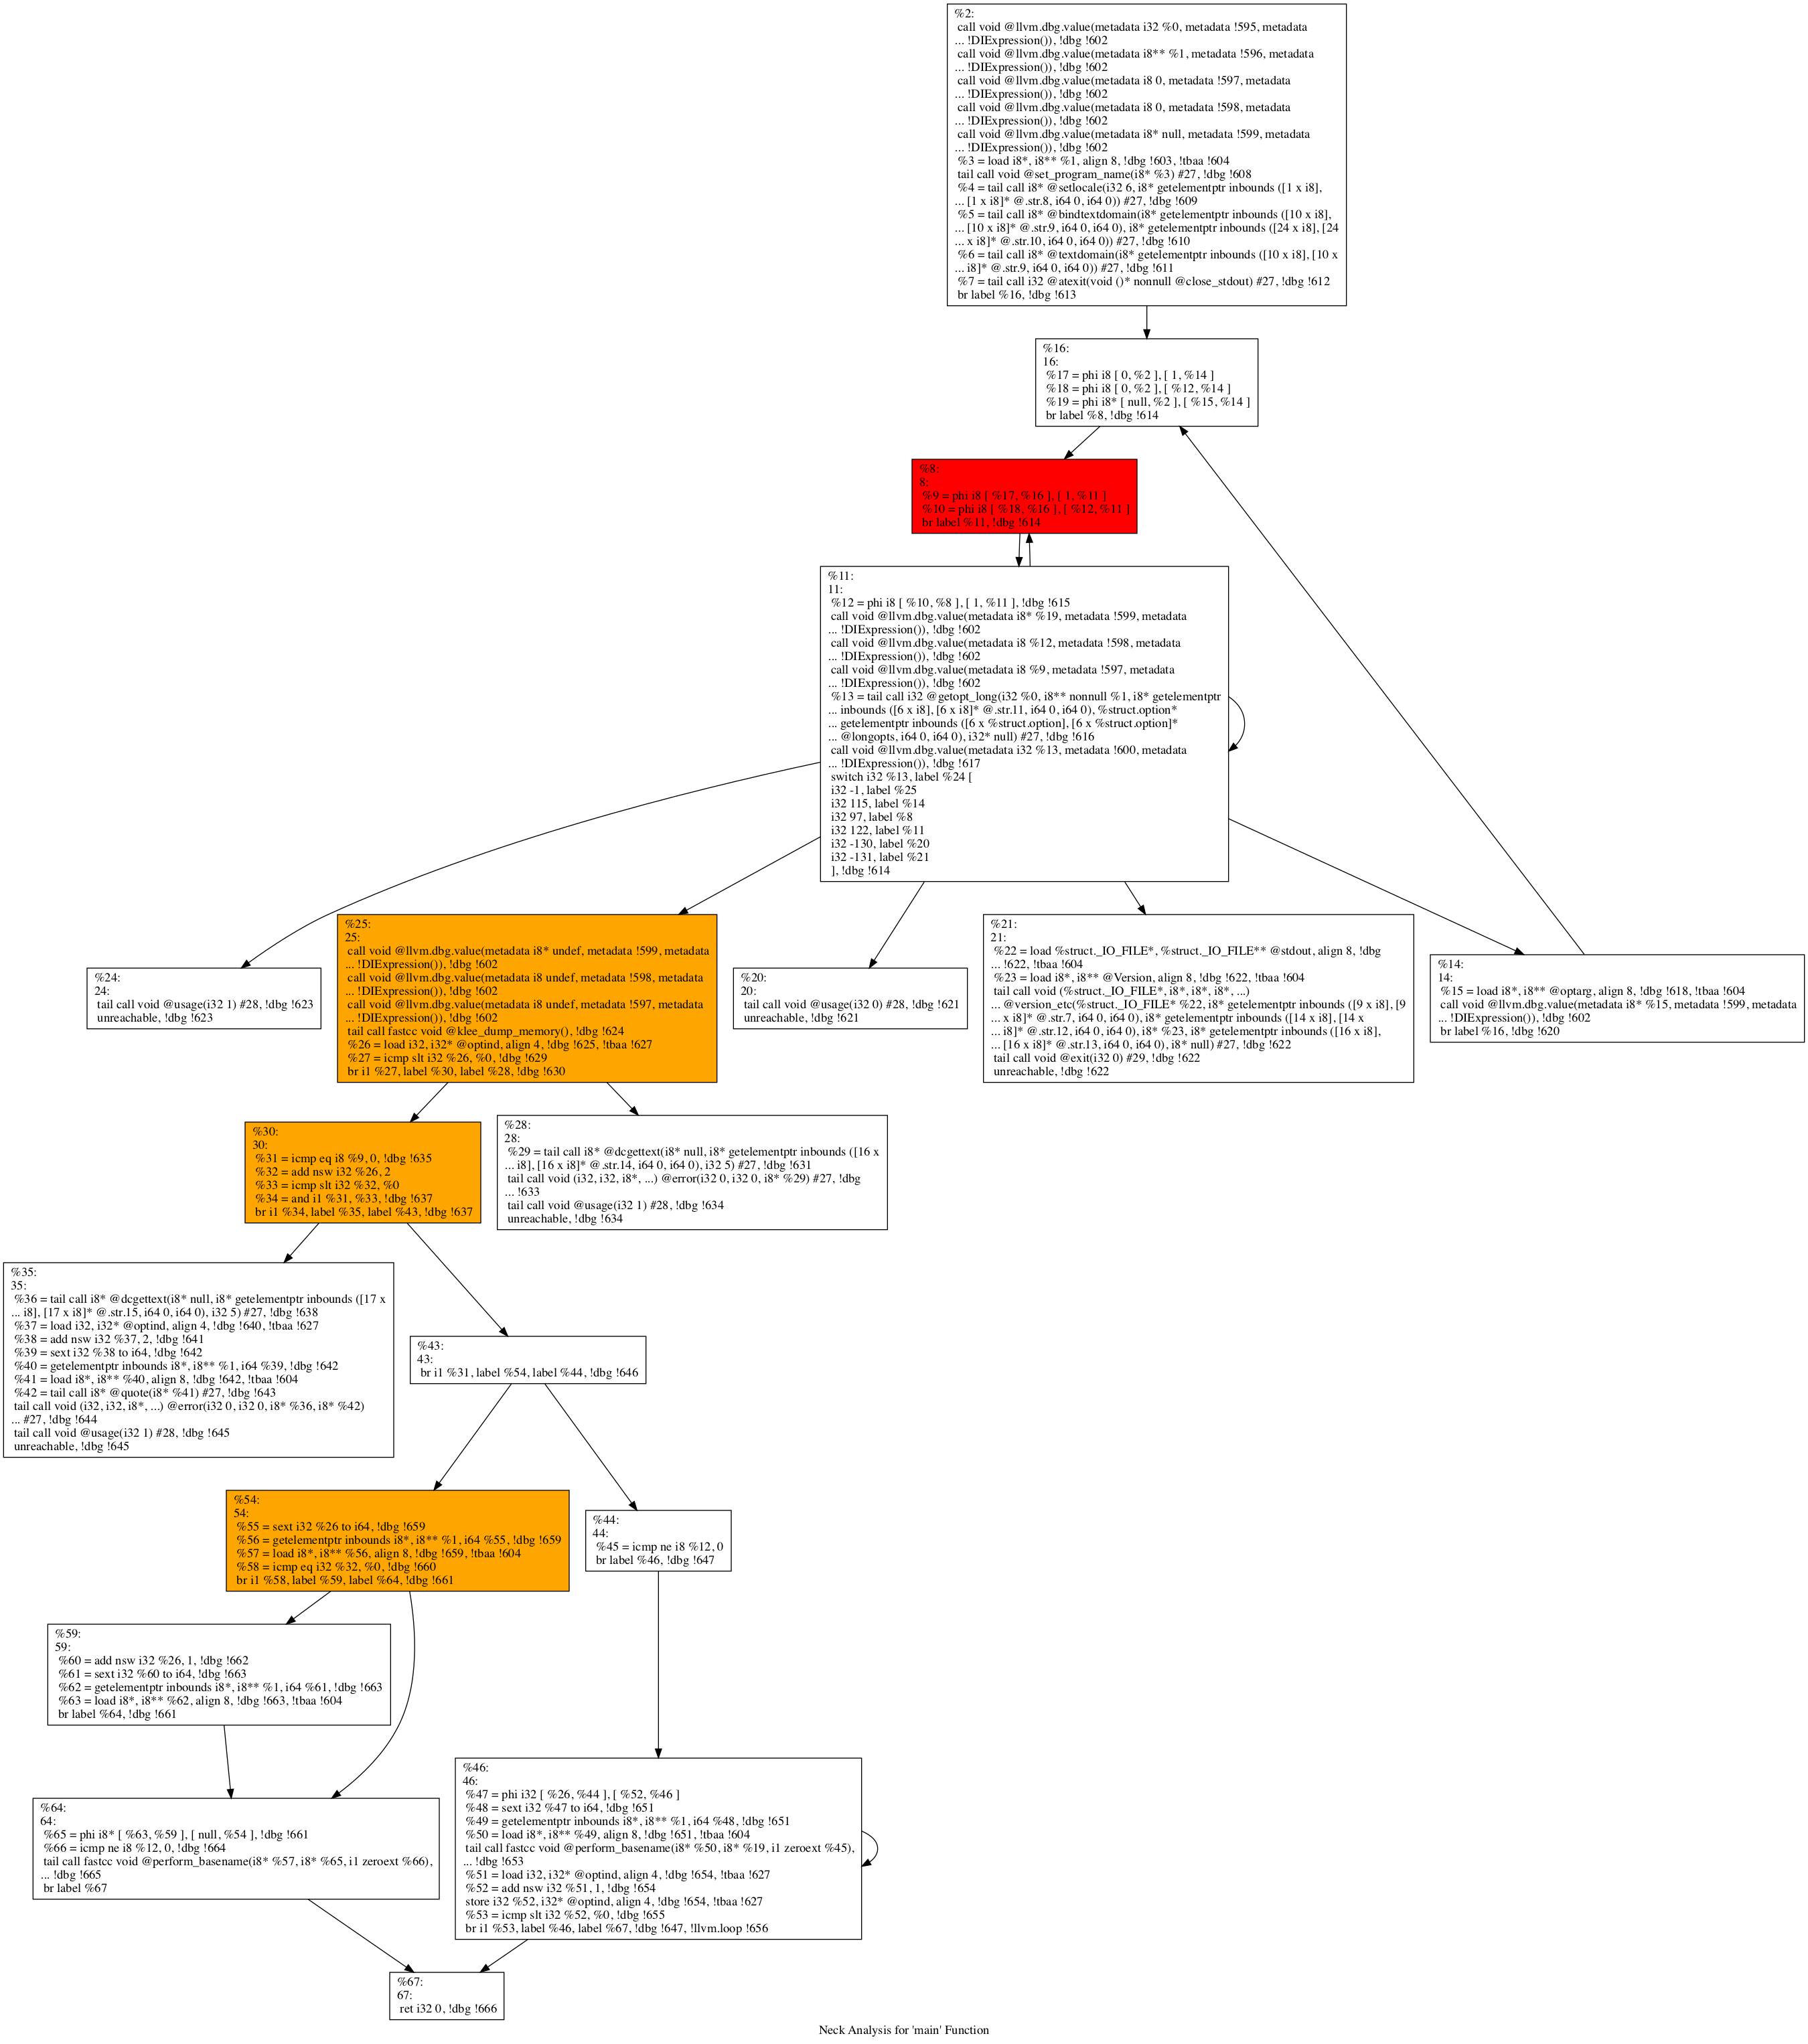 %2:
call void @llvm.dbg.value(metadata i32 %0, metadata !595, metadata
... !DIExpression()), !dbg !602
call void @llvm.dbg.value(metadata i8** %1, metadata !596, metadata
... !DIExpression()), !dbg !602
call void @llvm.dbg.value(metadata i8 0, metadata !597, metadata
... !DIExpression()), !dbg !602
call void @llvm.dbg.value(metadata i8 0, metadata !598, metadata
... !DIExpression()), !dbg !602
call void @llvm.dbg.value(metadata i8* null, metadata !599, metadata
... !DIExpression()), !dbg !602
%3 = load i8*, i8** %1, align 8, !dbg !603, !tbaa !604
tail call void @set_program_name(i8* %3) #27, !dbg !608
%4 = tail call i8* @setlocale(i32 6, i8* getelementptr inbounds ([1 x i8],
... [1 x i8]* @.str.8, i64 0, i64 0)) #27, !dbg !609
%5 = tail call i8* @bindtextdomain(i8* getelementptr inbounds ([10 x i8],
... [10 x i8]* @.str.9, i64 0, i64 0), i8* getelementptr inbounds ([24 x i8], [24
... x i8]* @.str.10, i64 0, i64 0)) #27, !dbg !610
%6 = tail call i8* @textdomain(i8* getelementptr inbounds ([10 x i8], [10 x
... i8]* @.str.9, i64 0, i64 0)) #27, !dbg !611
%7 = tail call i32 @atexit(void ()* nonnull @close_stdout) #27, !dbg !612
br label %16, !dbg !613
%16:
16:
%17 = phi i8 [ 0, %2 ], [ 1, %14 ]
%18 = phi i8 [ 0, %2 ], [ %12, %14 ]
%19 = phi i8* [ null, %2 ], [ %15, %14 ]
br label %8, !dbg !614
%8:
8:
%9 = phi i8 [ %17, %16 ], [ 1, %11 ]
%10 = phi i8 [ %18, %16 ], [ %12, %11 ]
br label %11, !dbg !614
%11:
11:
%12 = phi i8 [ %10, %8 ], [ 1, %11 ], !dbg !615
call void @llvm.dbg.value(metadata i8* %19, metadata !599, metadata
... !DIExpression()), !dbg !602
call void @llvm.dbg.value(metadata i8 %12, metadata !598, metadata
... !DIExpression()), !dbg !602
call void @llvm.dbg.value(metadata i8 %9, metadata !597, metadata
... !DIExpression()), !dbg !602
%13 = tail call i32 @getopt_long(i32 %0, i8** nonnull %1, i8* getelementptr
... inbounds ([6 x i8], [6 x i8]* @.str.11, i64 0, i64 0), %struct.option*
... getelementptr inbounds ([6 x %struct.option], [6 x %struct.option]*
... @longopts, i64 0, i64 0), i32* null) #27, !dbg !616
call void @llvm.dbg.value(metadata i32 %13, metadata !600, metadata
... !DIExpression()), !dbg !617
switch i32 %13, label %24 [
i32 -1, label %25
i32 115, label %14
i32 97, label %8
i32 122, label %11
i32 -130, label %20
i32 -131, label %21
], !dbg !614
%24:
24:
tail call void @usage(i32 1) #28, !dbg !623
unreachable, !dbg !623
%25:
25:
call void @llvm.dbg.value(metadata i8* undef, metadata !599, metadata
... !DIExpression()), !dbg !602
call void @llvm.dbg.value(metadata i8 undef, metadata !598, metadata
... !DIExpression()), !dbg !602
call void @llvm.dbg.value(metadata i8 undef, metadata !597, metadata
... !DIExpression()), !dbg !602
tail call fastcc void @klee_dump_memory(), !dbg !624
%26 = load i32, i32* @optind, align 4, !dbg !625, !tbaa !627
%27 = icmp slt i32 %26, %0, !dbg !629
br i1 %27, label %30, label %28, !dbg !630
%20:
20:
tail call void @usage(i32 0) #28, !dbg !621
unreachable, !dbg !621
%21:
21:
%22 = load %struct._IO_FILE*, %struct._IO_FILE** @stdout, align 8, !dbg
... !622, !tbaa !604
%23 = load i8*, i8** @Version, align 8, !dbg !622, !tbaa !604
tail call void (%struct._IO_FILE*, i8*, i8*, i8*, ...)
... @version_etc(%struct._IO_FILE* %22, i8* getelementptr inbounds ([9 x i8], [9
... x i8]* @.str.7, i64 0, i64 0), i8* getelementptr inbounds ([14 x i8], [14 x
... i8]* @.str.12, i64 0, i64 0), i8* %23, i8* getelementptr inbounds ([16 x i8],
... [16 x i8]* @.str.13, i64 0, i64 0), i8* null) #27, !dbg !622
tail call void @exit(i32 0) #29, !dbg !622
unreachable, !dbg !622
%14:
14:
%15 = load i8*, i8** @optarg, align 8, !dbg !618, !tbaa !604
call void @llvm.dbg.value(metadata i8* %15, metadata !599, metadata
... !DIExpression()), !dbg !602
br label %16, !dbg !620
%30:
30:
%31 = icmp eq i8 %9, 0, !dbg !635
%32 = add nsw i32 %26, 2
%33 = icmp slt i32 %32, %0
%34 = and i1 %31, %33, !dbg !637
br i1 %34, label %35, label %43, !dbg !637
%28:
28:
%29 = tail call i8* @dcgettext(i8* null, i8* getelementptr inbounds ([16 x
... i8], [16 x i8]* @.str.14, i64 0, i64 0), i32 5) #27, !dbg !631
tail call void (i32, i32, i8*, ...) @error(i32 0, i32 0, i8* %29) #27, !dbg
... !633
tail call void @usage(i32 1) #28, !dbg !634
unreachable, !dbg !634
%35:
35:
%36 = tail call i8* @dcgettext(i8* null, i8* getelementptr inbounds ([17 x
... i8], [17 x i8]* @.str.15, i64 0, i64 0), i32 5) #27, !dbg !638
%37 = load i32, i32* @optind, align 4, !dbg !640, !tbaa !627
%38 = add nsw i32 %37, 2, !dbg !641
%39 = sext i32 %38 to i64, !dbg !642
%40 = getelementptr inbounds i8*, i8** %1, i64 %39, !dbg !642
%41 = load i8*, i8** %40, align 8, !dbg !642, !tbaa !604
%42 = tail call i8* @quote(i8* %41) #27, !dbg !643
tail call void (i32, i32, i8*, ...) @error(i32 0, i32 0, i8* %36, i8* %42)
... #27, !dbg !644
tail call void @usage(i32 1) #28, !dbg !645
unreachable, !dbg !645
%43:
43:
br i1 %31, label %54, label %44, !dbg !646
%54:
54:
%55 = sext i32 %26 to i64, !dbg !659
%56 = getelementptr inbounds i8*, i8** %1, i64 %55, !dbg !659
%57 = load i8*, i8** %56, align 8, !dbg !659, !tbaa !604
%58 = icmp eq i32 %32, %0, !dbg !660
br i1 %58, label %59, label %64, !dbg !661
%44:
44:
%45 = icmp ne i8 %12, 0
br label %46, !dbg !647
%59:
59:
%60 = add nsw i32 %26, 1, !dbg !662
%61 = sext i32 %60 to i64, !dbg !663
%62 = getelementptr inbounds i8*, i8** %1, i64 %61, !dbg !663
%63 = load i8*, i8** %62, align 8, !dbg !663, !tbaa !604
br label %64, !dbg !661
%46:
46:
%47 = phi i32 [ %26, %44 ], [ %52, %46 ]
%48 = sext i32 %47 to i64, !dbg !651
%49 = getelementptr inbounds i8*, i8** %1, i64 %48, !dbg !651
%50 = load i8*, i8** %49, align 8, !dbg !651, !tbaa !604
tail call fastcc void @perform_basename(i8* %50, i8* %19, i1 zeroext %45),
... !dbg !653
%51 = load i32, i32* @optind, align 4, !dbg !654, !tbaa !627
%52 = add nsw i32 %51, 1, !dbg !654
store i32 %52, i32* @optind, align 4, !dbg !654, !tbaa !627
%53 = icmp slt i32 %52, %0, !dbg !655
br i1 %53, label %46, label %67, !dbg !647, !llvm.loop !656
%64:
64:
%65 = phi i8* [ %63, %59 ], [ null, %54 ], !dbg !661
%66 = icmp ne i8 %12, 0, !dbg !664
tail call fastcc void @perform_basename(i8* %57, i8* %65, i1 zeroext %66),
... !dbg !665
br label %67
%67:
67:
ret i32 0, !dbg !666
Neck Analysis for 'main' Function